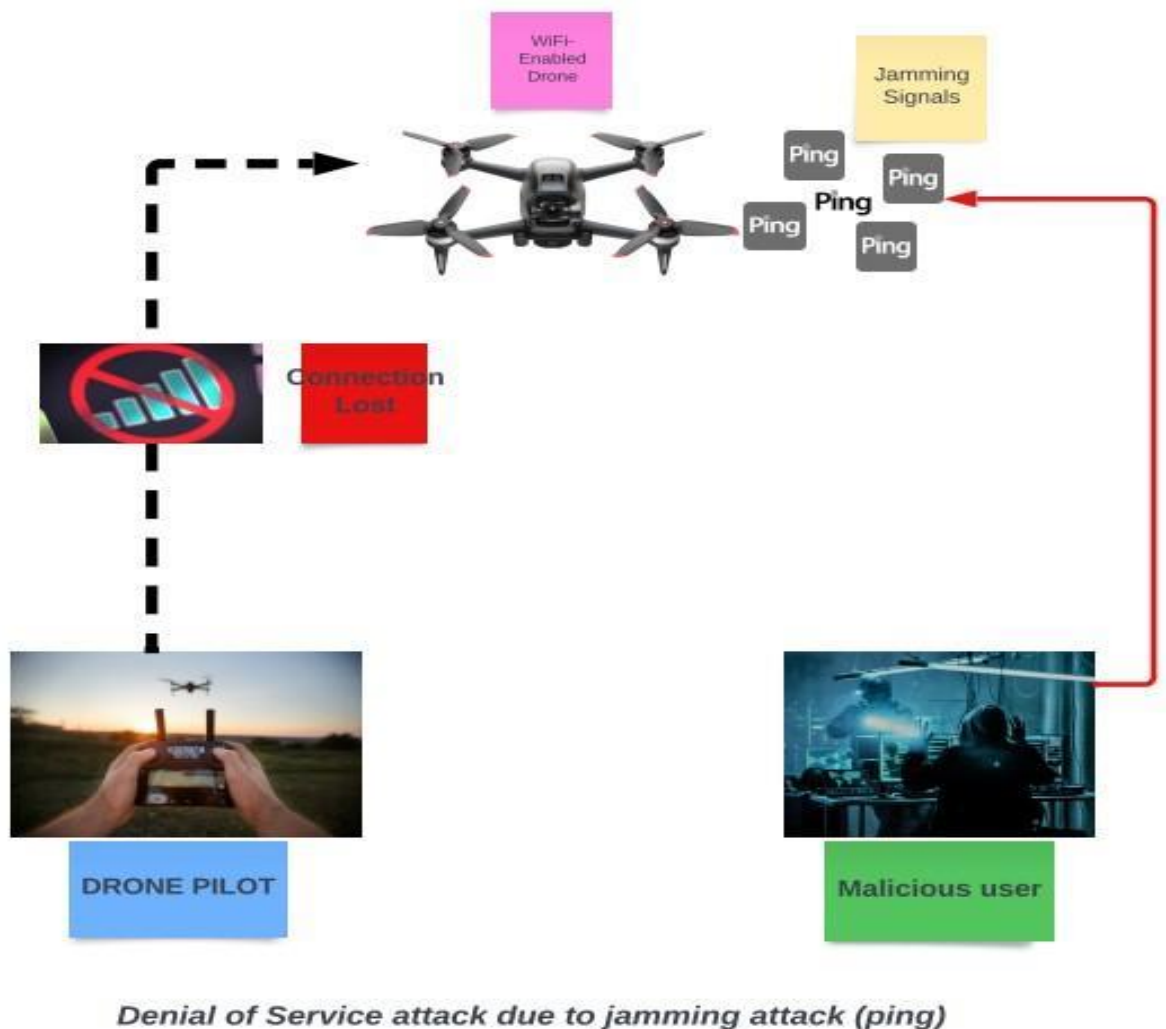 WiFi-
Enabled
Drone
Jamming
Signals
Ping
Ping
Ping
Ping
Ping
Connection
Lost
DRONE PILOT
Malicious user
Denial of Service attack due to jamming attack (ping)